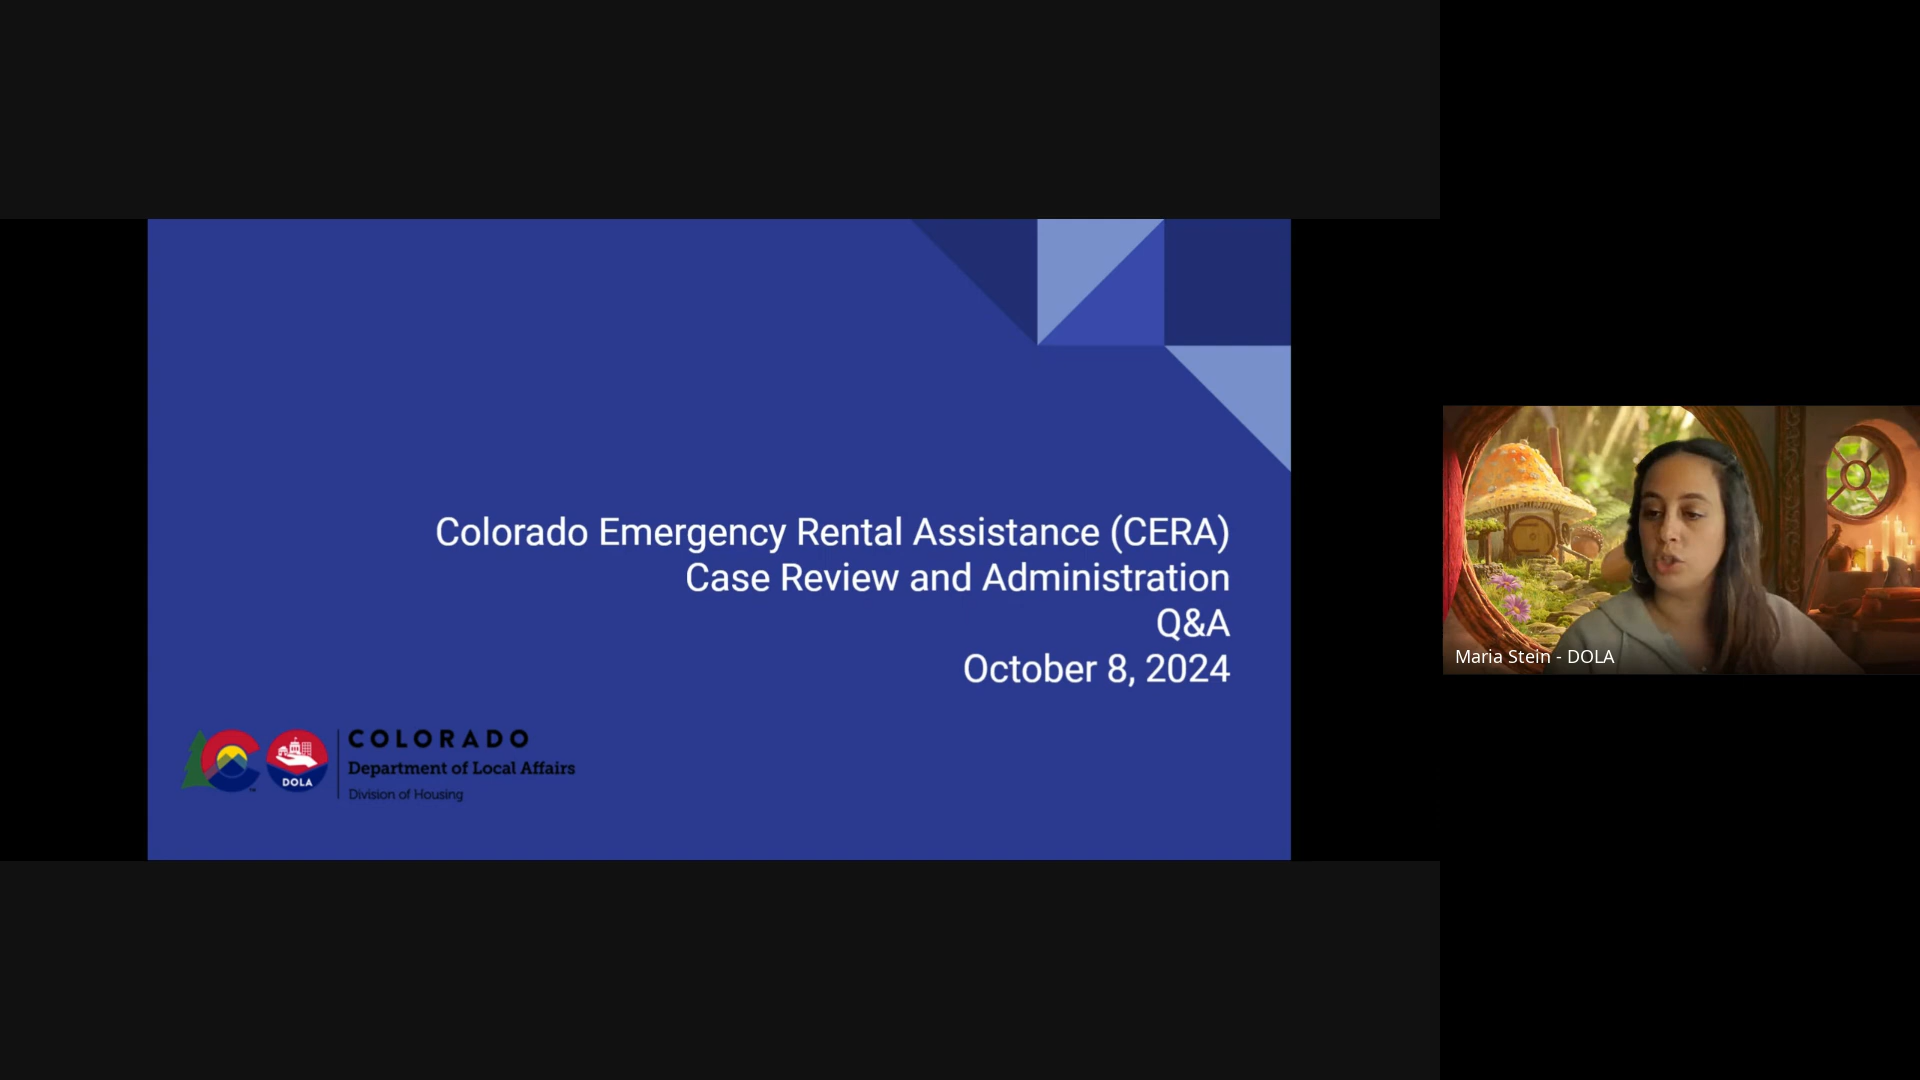 Colorado Emergency Rental Assistance (CERA)
Case Review and Administration
Q&A
October 8, 2024
COLORADO
Department of Local Affairs
Division of Housing
DOLA
Maria Stein - DOLA